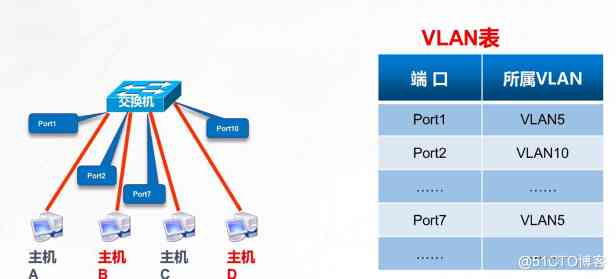 VLAN表
交换机
Port1
Port10
Port2
Port7
主机
A
主机
B
主机
C
主机
D
端 口
所属VLAN
Port1
VLAN5
Port2
VLAN10
......
......
Port7
VLAN5
......
......
@51CTO博客